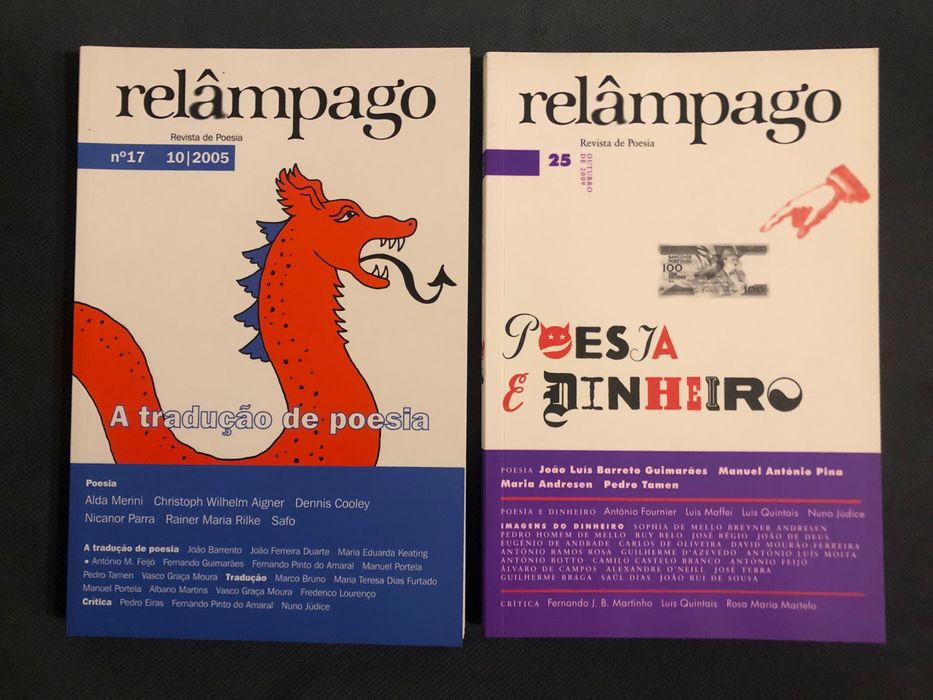 relâmpago
Revista de Poesia
nº17 10|2005
A tradução de poesia
Poesia
Alda Merini Christoph Wilhelm Aigner Dennis Cooley
Nicanor Parra Rainer Maria Rilke Safo
A tradução de poesia João Barrento João Ferreira Duarte Maria Eduarda Keating
• António M. Feijó Fernando Guimarães Fernando Pinto do Amaral Manuel Portela
Pedro Tamen Vasco Graça Moura Tradução Marco Bruno Maria Teresa Dias Furtado
Manuel Portela Albano Martins Vasco Graça Moura Frederico Lourenço
Crítica Pedro Eiras Fernando Pinto do Amaral Nuno Júdice
relâmpago
Revista de Poesia
25 OUTUBRO
DE 2009
BANCO DE
PORTUGAL
100
100
POESIA
E DINHEIRO
POESIA João Luís Barreto Guimarães Manuel António Pina
Maria Andresen Pedro Tamen
POESIA E DINHEIRO António Fournier Luis Maffei Luís Quintais Nuno Júdice
IMAGENS DO DINHEIRO SOPHIA DE MELLO BREYNER ANDRESEN
PEDRO HOMEM DE MELLO RUY BELO JOSÉ RÉGIO JOÃO DE DEUS
EUGÉNIO DE ANDRADE CARLOS DE OLIVEIRA DAVID MOURÃO-FERREIRA
ANTÓNIO RAMOS ROSA GUILHERME D'AZEVEDO ANTÓNIO LUÍS MOITA
ANTÓNIO BOTTO CAMILO CASTELO BRANCO ANTÓNIO FEIJO
ÁLVARO DE CAMPOS ALEXANDRE O'NEILL JOSÉ TERRA
GUILHERME BRAGA SAÚL DIAS JOÃO RUI DE SOUSA
CRÍTICA Fernando J. B. Martinho Luís Quintais Rosa Maria Martelo